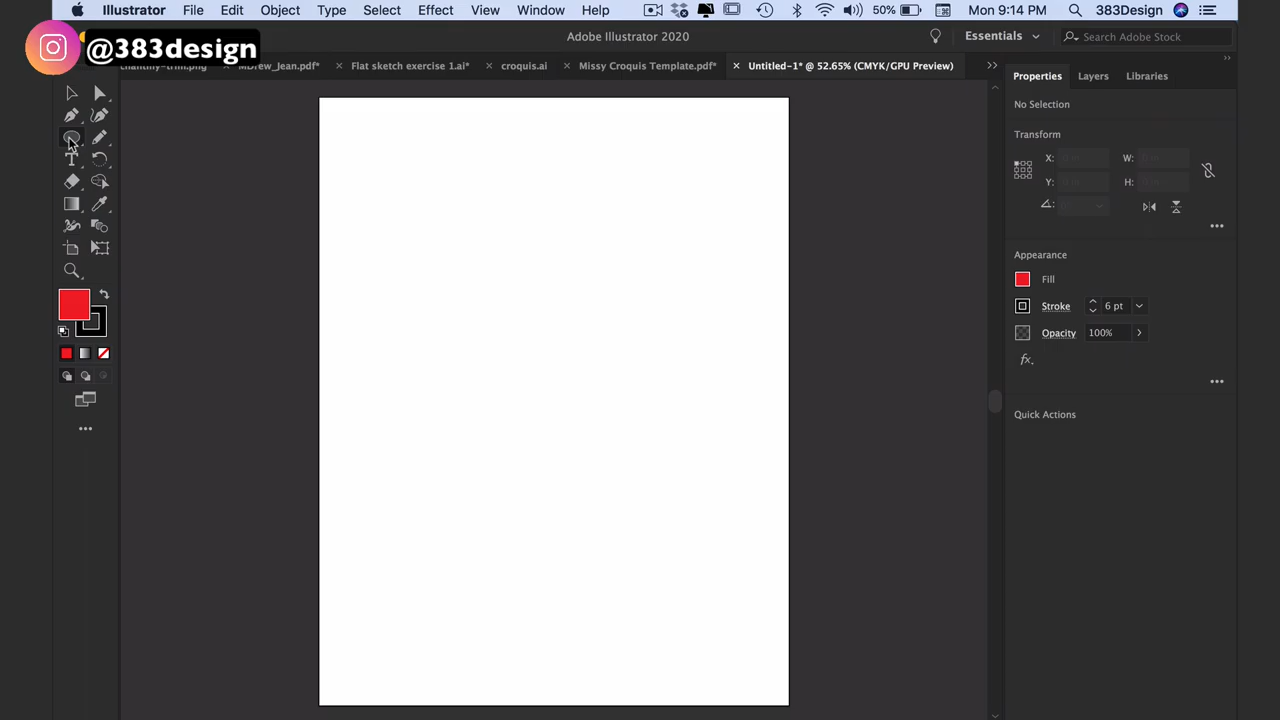 Illustrator File Edit Object Type Select Effect View Window Help 50% Mon 9:14 PM 383Design
@383design
Adobe Illustrator 2020 Essentials Search Adobe Stock
MDrew_Jean.pdf* × Flat sketch exercise 1.ai* × croquis.ai × Missy Croquis Template.pdf* × Untitled-1* @ 52.65% (CMYK/GPU Preview) »
Properties Layers Libraries
No Selection
Transform
X: W:
Y: H:
Appearance
Fill
Stroke 6 pt
Opacity 100%
fx.
Quick Actions